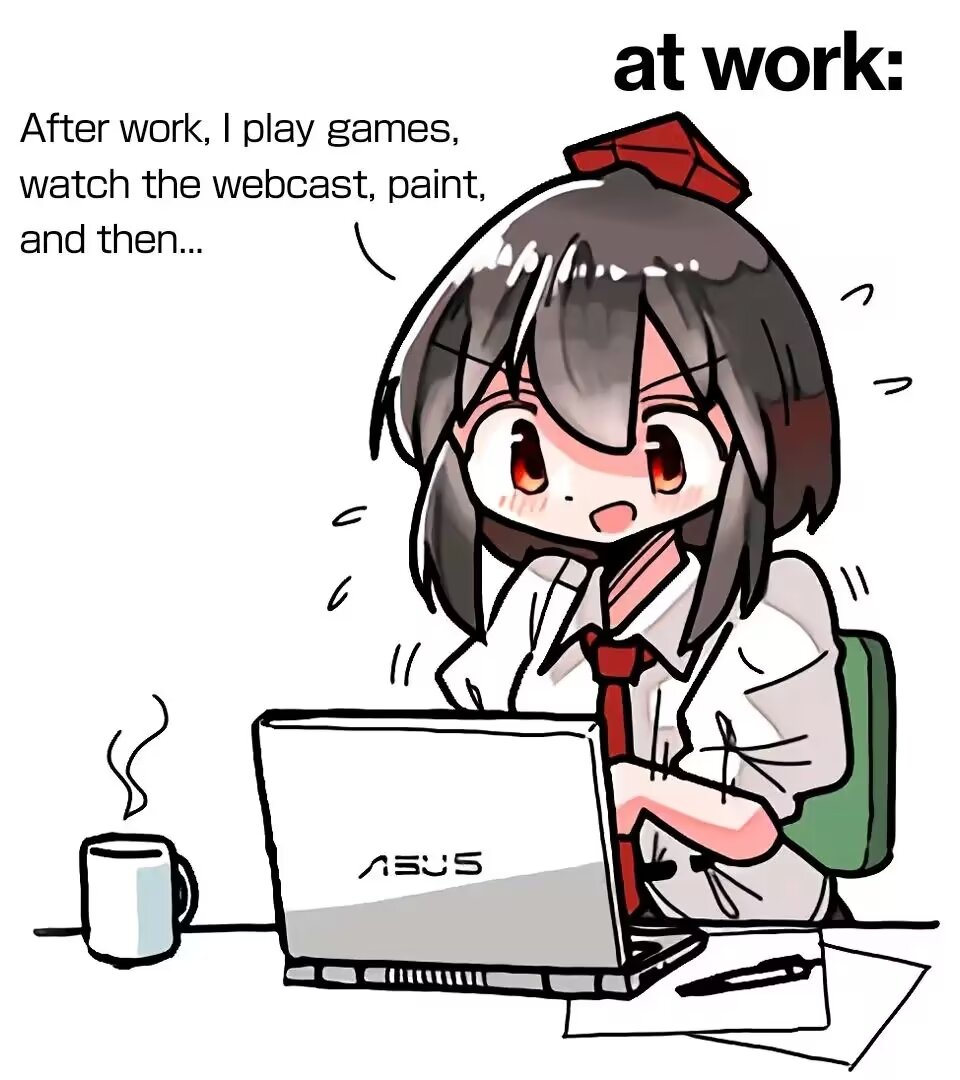 at work:
After work, I play games,
watch the webcast, paint,
and then...
ASUS